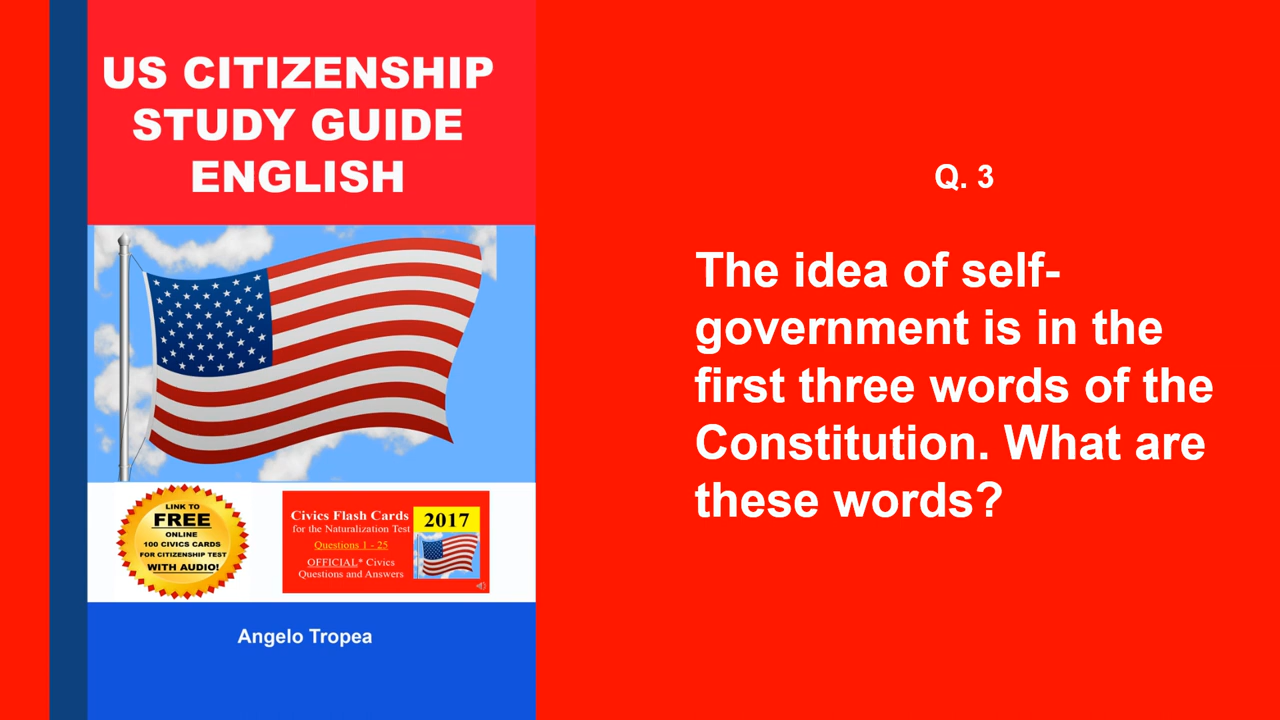 US CITIZENSHIP
STUDY GUIDE
ENGLISH
LINK TO
FREE
ONLINE
100 CIVICS CARDS
FOR CITIZENSHIP TEST
WITH AUDIO!
Civics Flash Cards
for the Naturalization Test
Questions 1 - 25
OFFICIAL* Civics
Questions and Answers
2017
Angelo Tropea
Q. 3
The idea of self-
government is in the
first three words of the
Constitution. What are
these words?